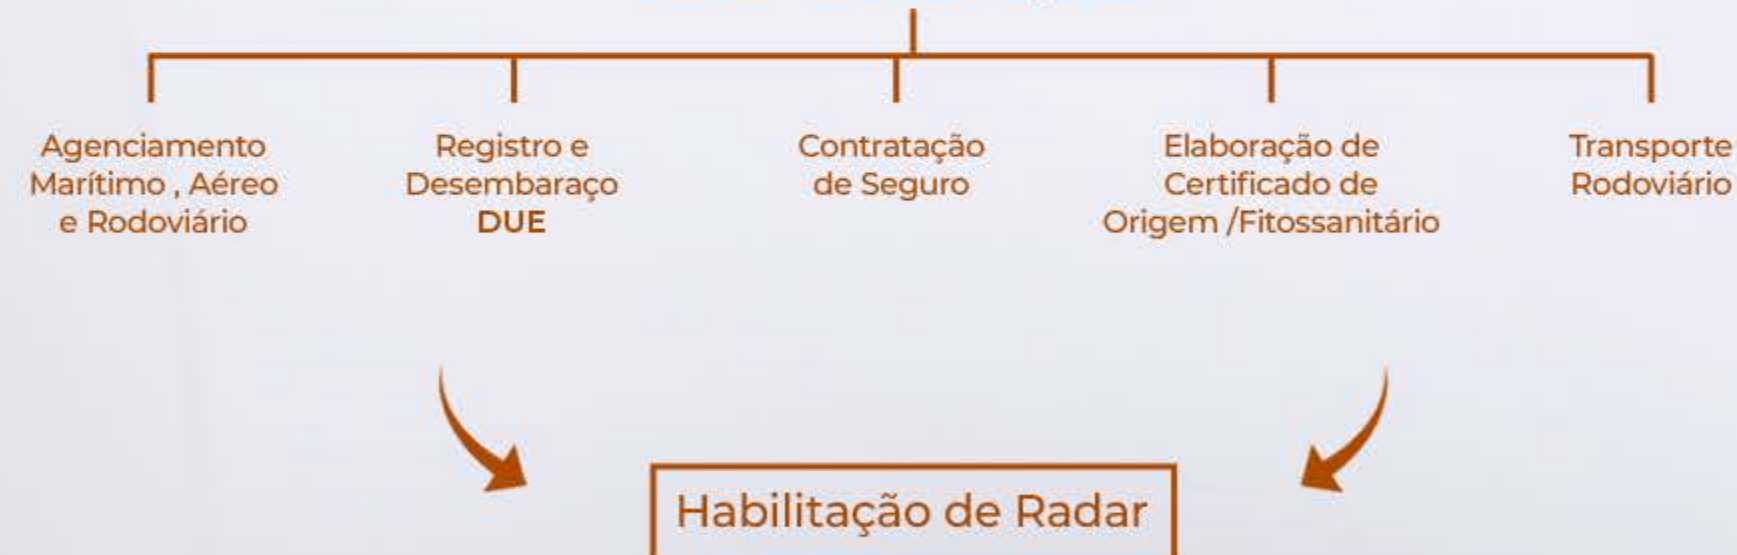 Agenciamento
Marítimo , Aéreo
e Rodoviário
Registro e
Desembaraço
DUE
Contratação
de Seguro
Elaboração de
Certificado de
Origem /Fitossanitário
Transporte
Rodoviário
Habilitação de Radar